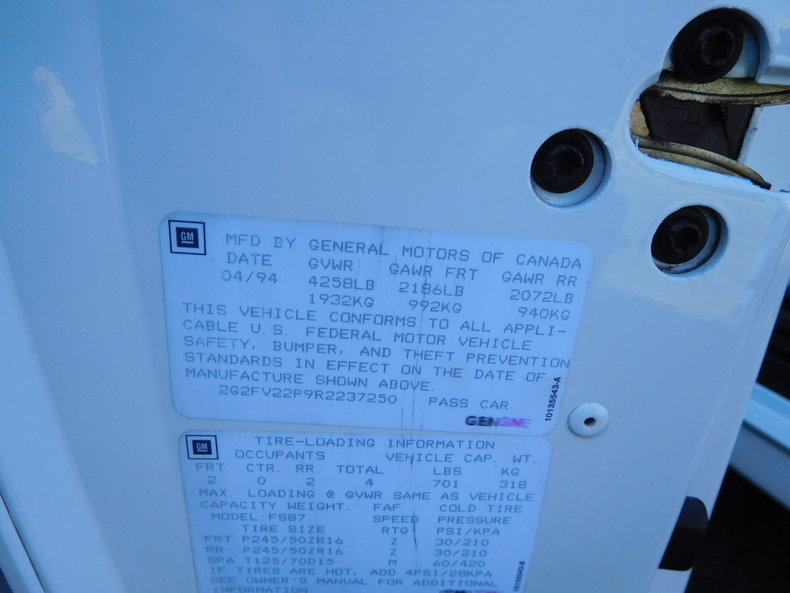 GM
MFD BY GENERAL MOTORS OF CANADA
DATE GVWR GAWR FRT GAWR RR
04/94 4258LB 2186LB 2072LB
1932KG 992KG 940KG
THIS VEHICLE CONFORMS TO ALL APPLI-
CABLE U.S. FEDERAL MOTOR VEHICLE
SAFETY, BUMPER, AND THEFT PREVENTION
STANDARDS IN EFFECT ON THE DATE OF
MANUFACTURE SHOWN ABOVE.
2G2FV22P9R2237250 PASS CAR
10135543-A
GM
TIRE-LOADING INFORMATION
OCCUPANTS VEHICLE CAP. WT.
FRT. CTR. RR. TOTAL LBS KG
2 0 2 4 701 318
MAX. LOADING @ GVWR SAME AS VEHICLE
CAPACITY WEIGHT. FAF COLD TIRE
MODEL: FS87 SPEED PRESSURE
TIRE SIZE RTG PSI/KPA
FRT P245/50ZR16 Z 30/210
RR P245/50ZR16 Z 30/210
SPA T125/70D15 M 60/420
IF TIRES ARE HOT, ADD 4PSI/28KPA
SEE OWNER'S MANUAL FOR ADDITIONAL
INFORMATION
10135543-B